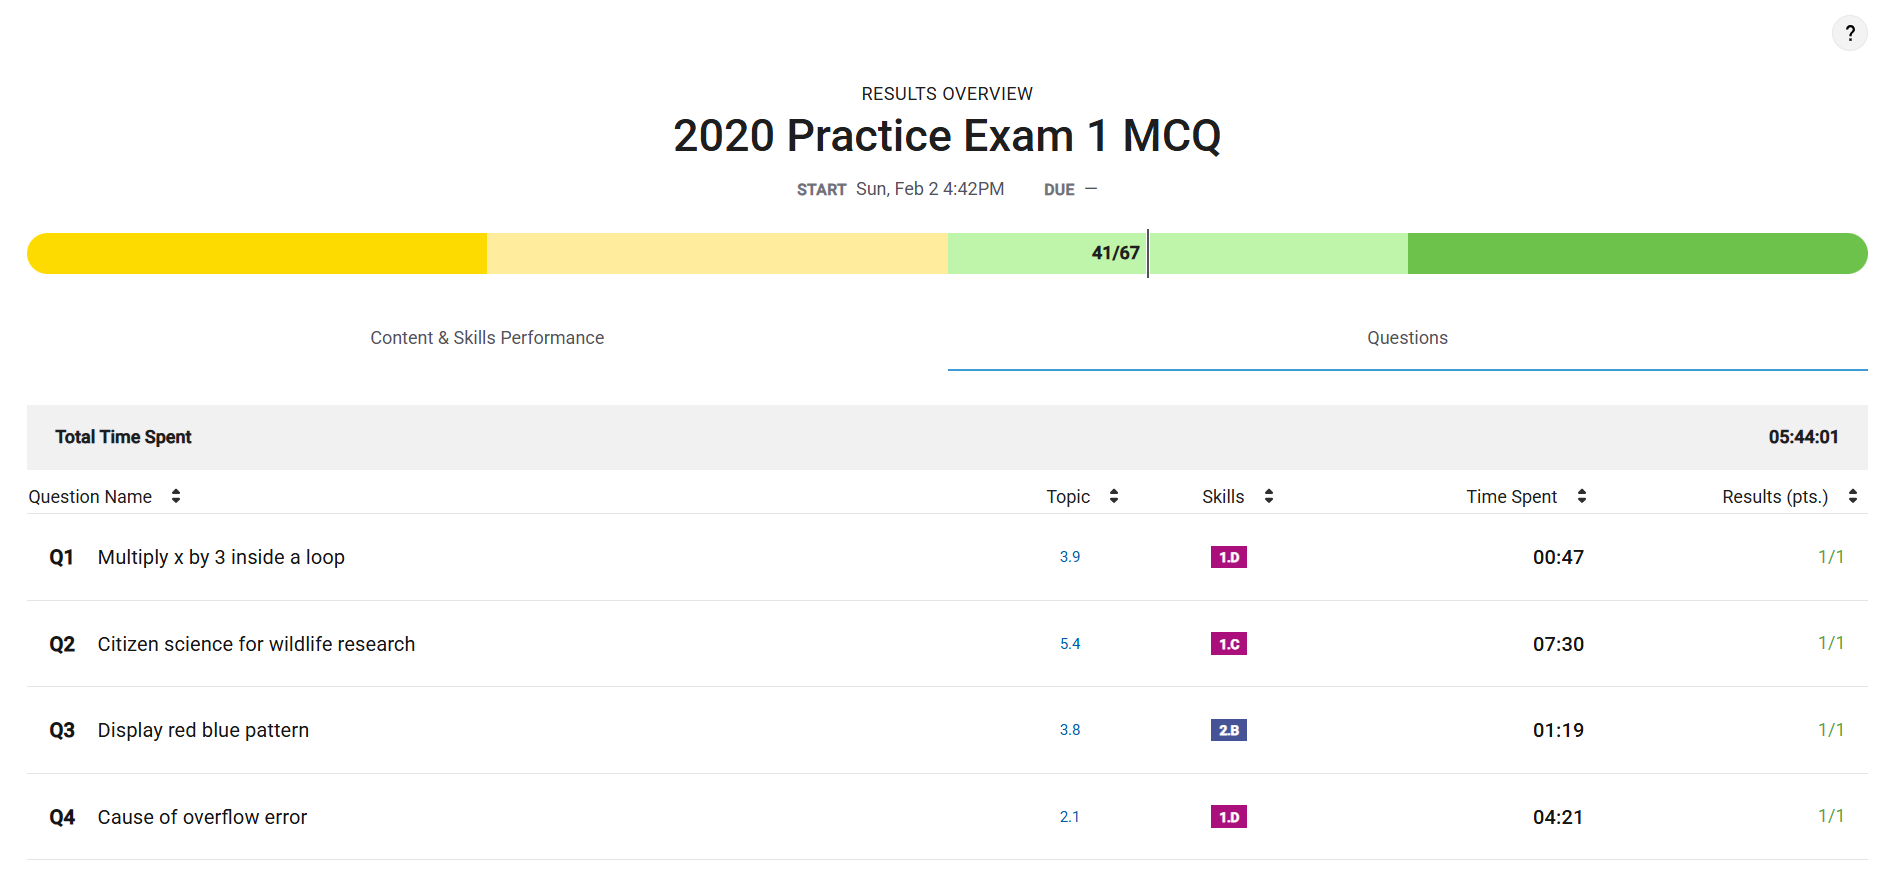 ?
RESULTS OVERVIEW
2020 Practice Exam 1 MCQ
START Sun, Feb 2 4:42PM DUE —
41/67
Content & Skills Performance Questions
Total Time Spent 05:44:01
Question Name Topic Skills Time Spent Results (pts.)
Q1 Multiply x by 3 inside a loop 3.9 1.D 00:47 1/1
Q2 Citizen science for wildlife research 5.4 1.C 07:30 1/1
Q3 Display red blue pattern 3.8 2.B 01:19 1/1
Q4 Cause of overflow error 2.1 1.D 04:21 1/1